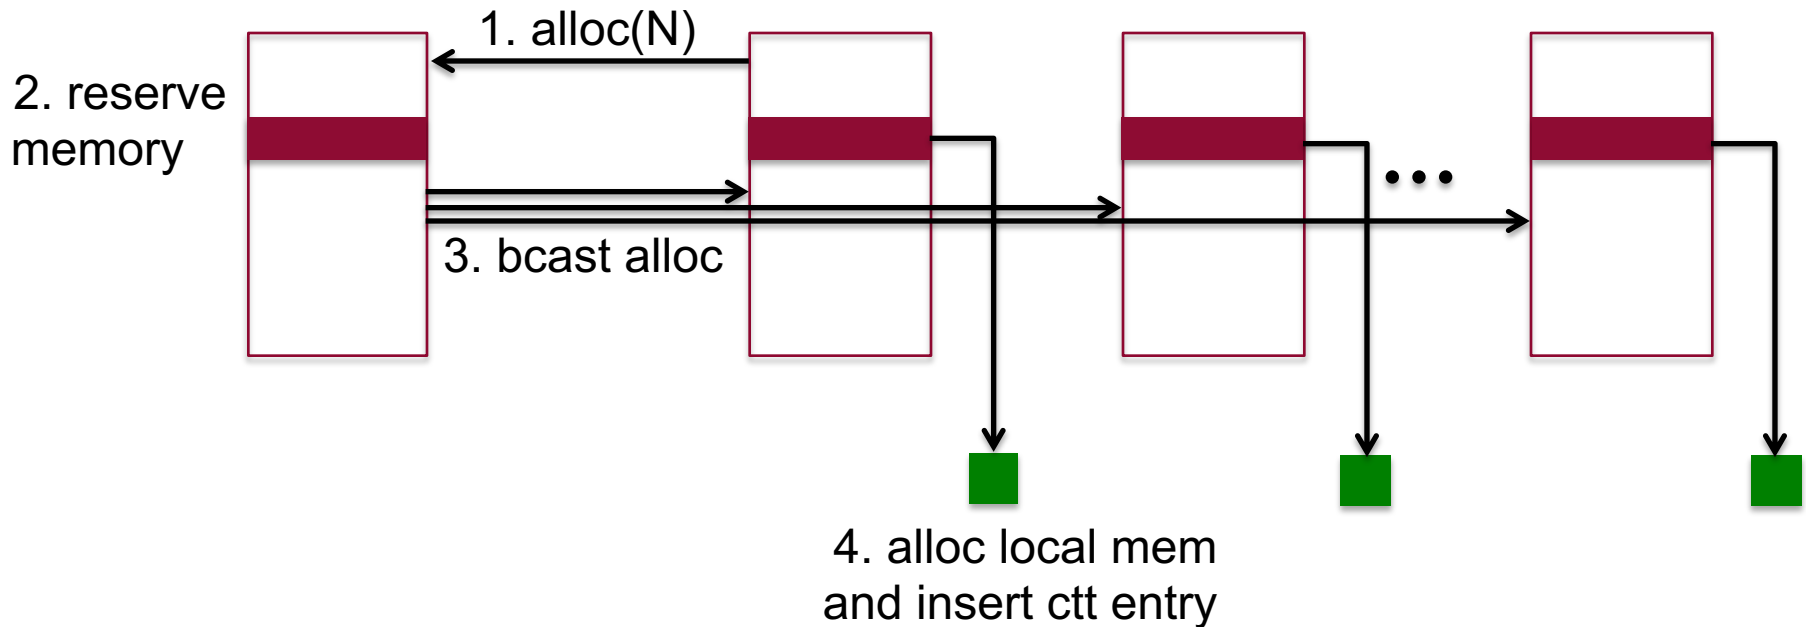 1. alloc(N)
2. reserve
memory
3. bcast alloc
4. alloc local mem
and insert ctt entry